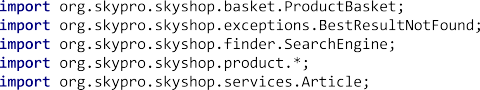 import org.skypro.skyshop.basket.ProductBasket;
import org.skypro.skyshop.exceptions.BestResultNotFound;
import org.skypro.skyshop.finder.SearchEngine;
import org.skypro.skyshop.product.*;
import org.skypro.skyshop.services.Article;